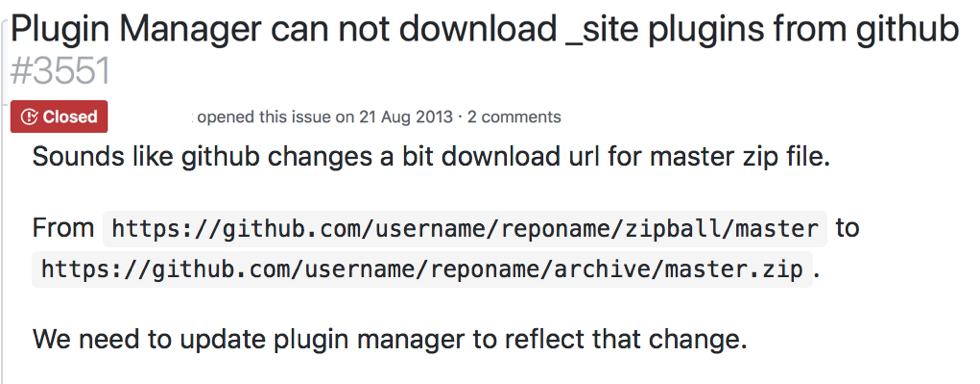 Plugin Manager can not download _site plugins from github
#3551
Closed opened this issue on 21 Aug 2013 · 2 comments
Sounds like github changes a bit download url for master zip file.
From https://github.com/username/reponame/zipball/master to
https://github.com/username/reponame/archive/master.zip .
We need to update plugin manager to reflect that change.